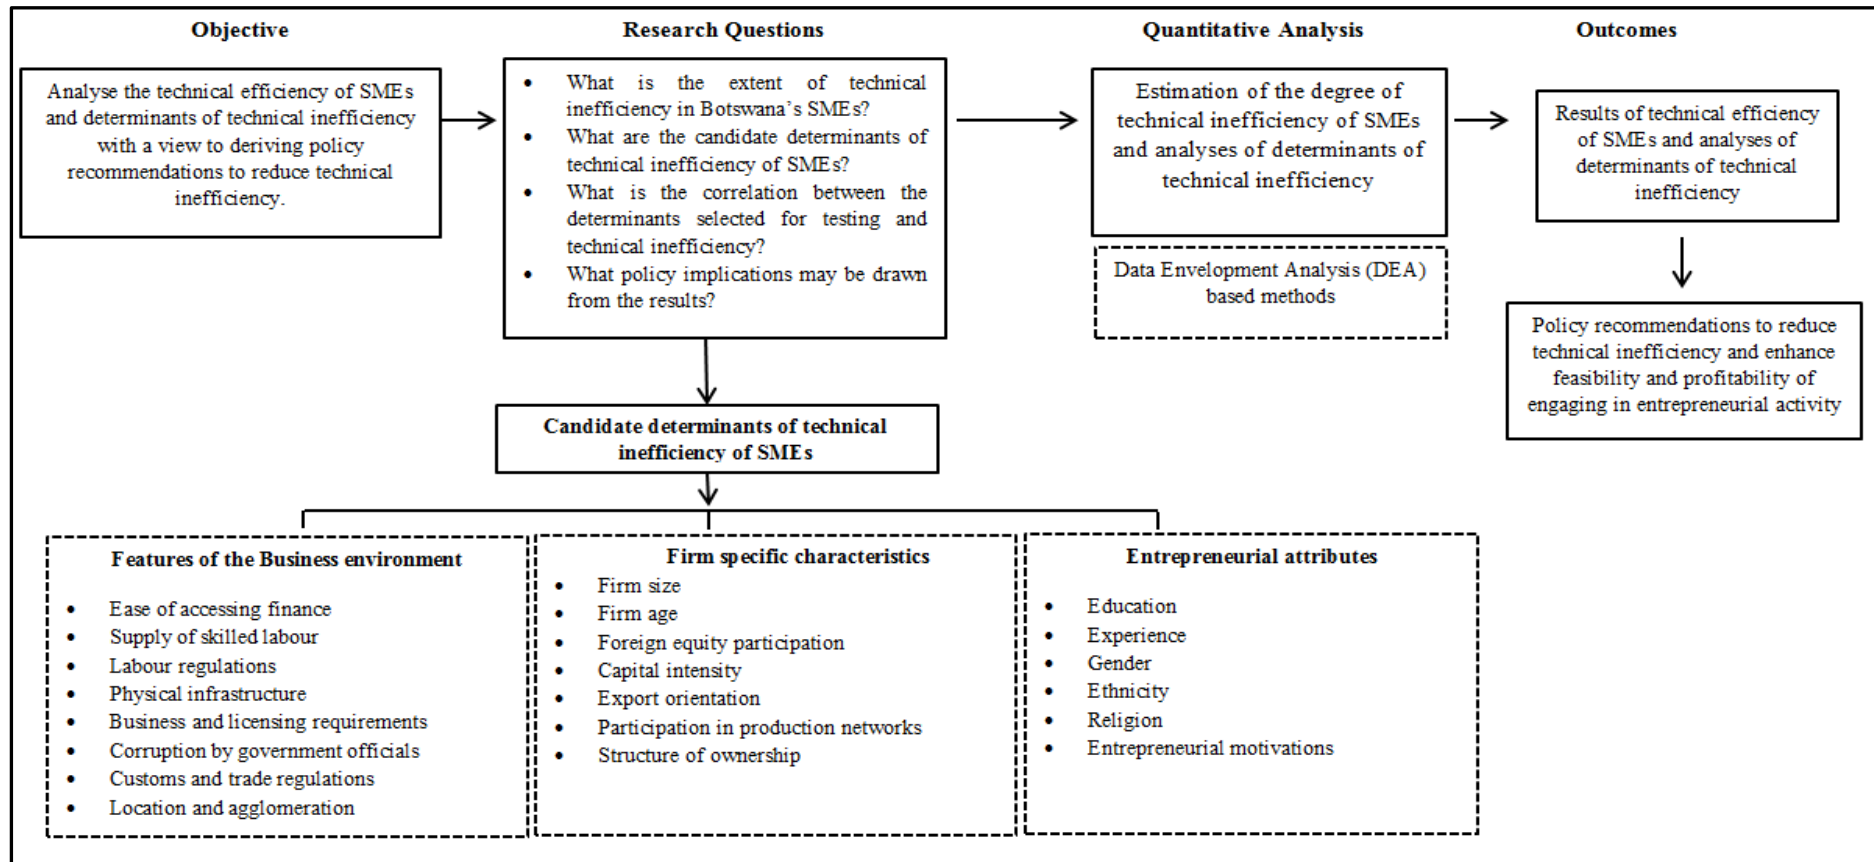 Objective
Analyse the technical efficiency of SMEs
and determinants of technical inefficiency
with a view to deriving policy
recommendations to reduce technical
inefficiency.
Research Questions
• What is the extent of technical
inefficiency in Botswana's SMEs?
• What are the candidate determinants of
technical inefficiency of SMEs?
• What is the correlation between the
determinants selected for testing and
technical inefficiency?
• What policy implications may be drawn
from the results?
Quantitative Analysis
Estimation of the degree of
technical inefficiency of SMEs
and analyses of determinants of
technical inefficiency
Data Envelopment Analysis (DEA)
based methods
Outcomes
Results of technical efficiency
of SMEs and analyses of
determinants of technical
inefficiency
Policy recommendations to reduce
technical inefficiency and enhance
feasibility and profitability of
engaging in entrepreneurial activity
Candidate determinants of technical
inefficiency of SMEs
Features of the Business environment
• Ease of accessing finance
• Supply of skilled labour
• Labour regulations
• Physical infrastructure
• Business and licensing requirements
• Corruption by government officials
• Customs and trade regulations
• Location and agglomeration
Firm specific characteristics
• Firm size
• Firm age
• Foreign equity participation
• Capital intensity
• Export orientation
• Participation in production networks
• Structure of ownership
Entrepreneurial attributes
• Education
• Experience
• Gender
• Ethnicity
• Religion
• Entrepreneurial motivations